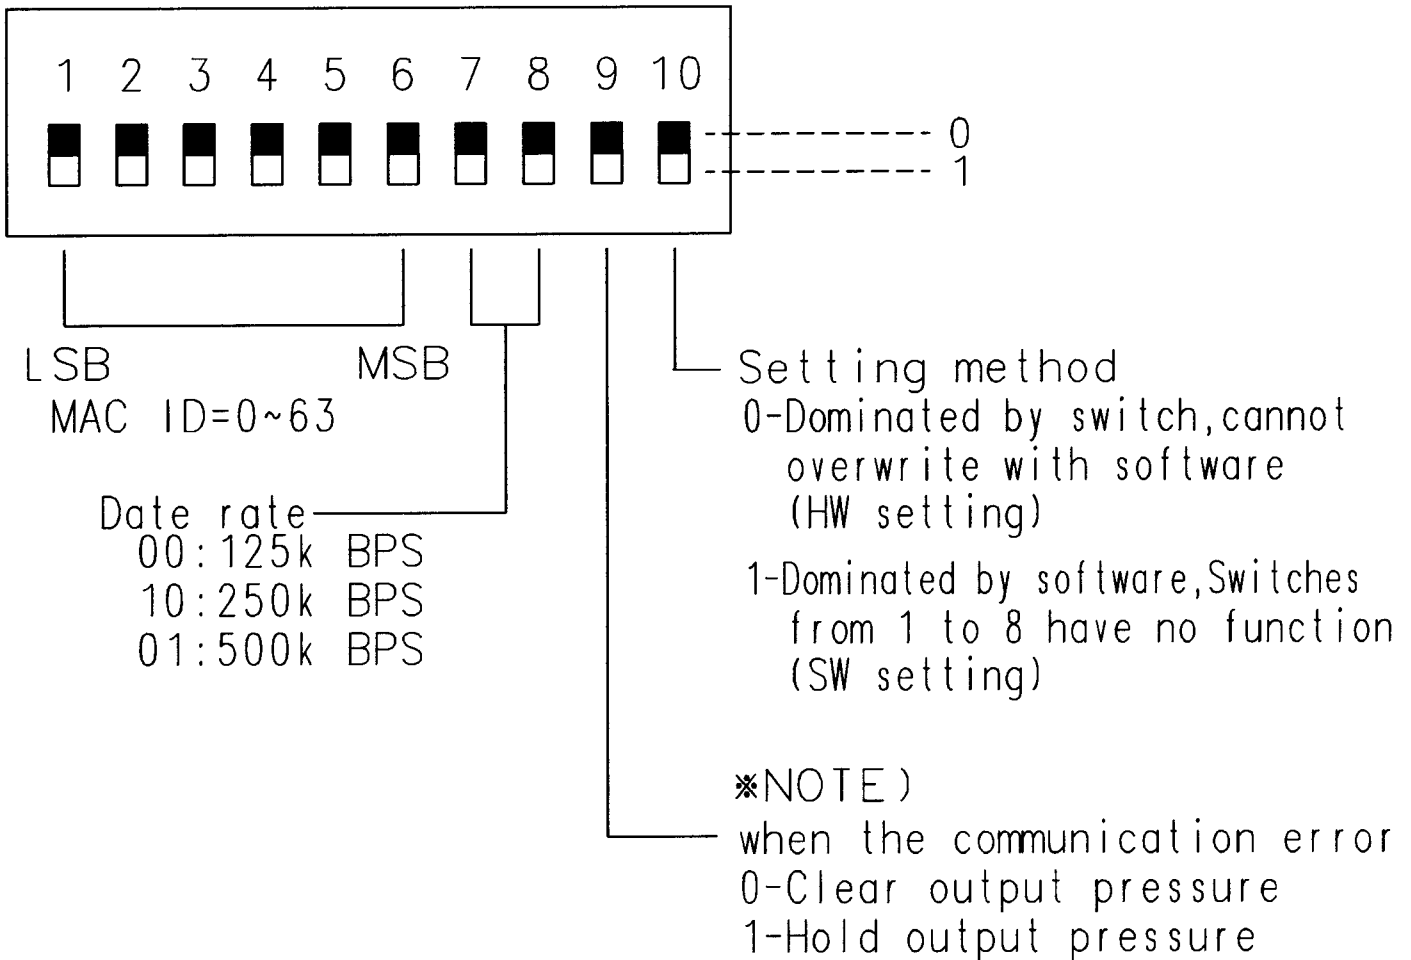 1 2 3 4 5 6 7 8 9 10
0
1
LSB
MSB
MAC ID=0~63
Date rate
00:125k BPS
10:250k BPS
01:500k BPS
Setting method
0-Dominated by switch,cannot
overwrite with software
(HW setting)
1-Dominated by software,Switches
from 1 to 8 have no function
(SW setting)
※NOTE)
when the communication error
0-Clear output pressure
1-Hold output pressure